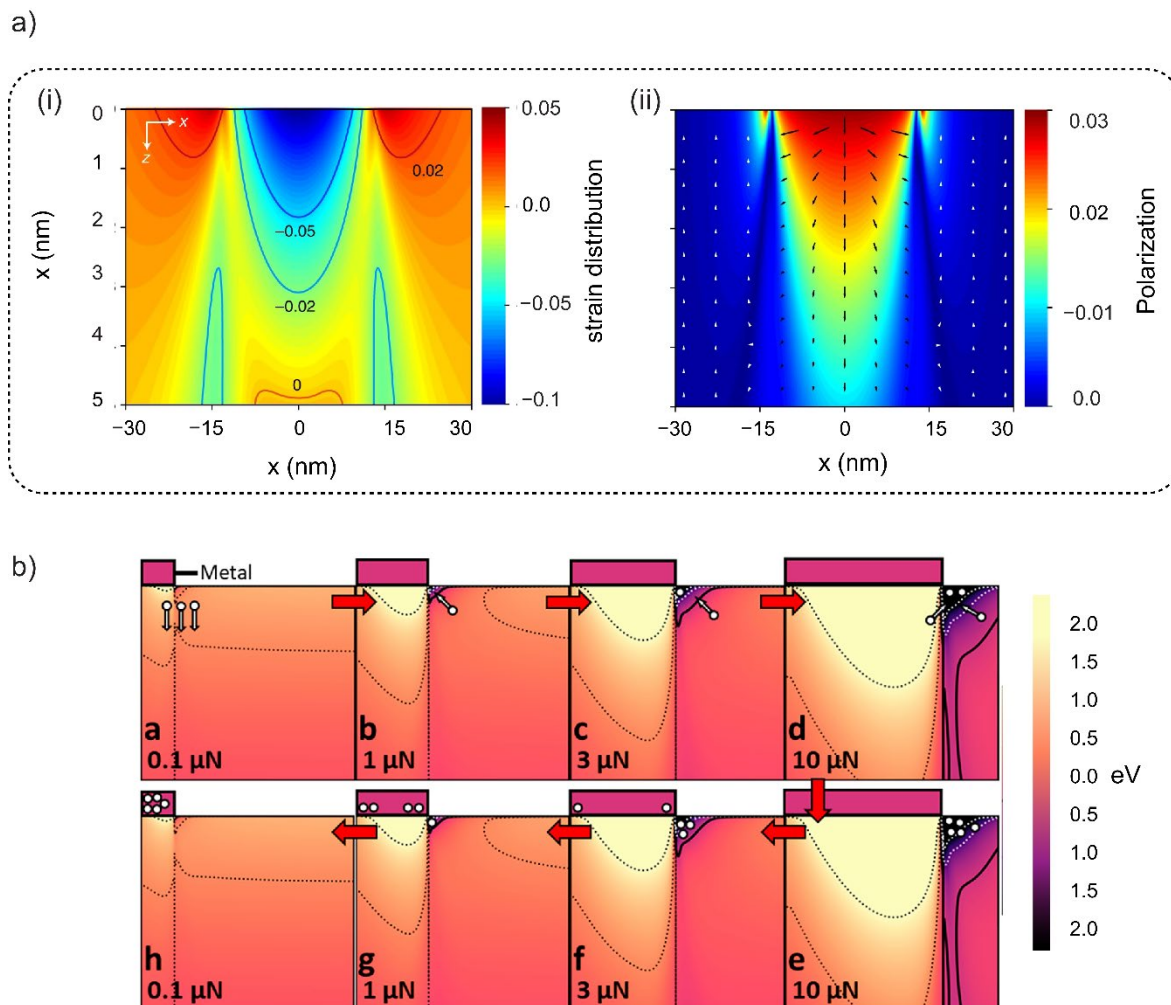 a)
(i)
0
1
2
3
4
5
x (nm)
x
z
0.02
−0.05
−0.02
0
−30
−15
0
15
30
x (nm)
0.05
0.0
−0.05
−0.1
strain distribution
(ii)
−30
−15
0
15
30
x (nm)
0.03
0.02
−0.01
0.0
Polarization
b)
Metal
a
0.1 µN
b
1 µN
c
3 µN
d
10 µN
h
0.1 µN
g
1 µN
f
3 µN
e
10 µN
2.0
1.5
1.0
0.5
0.0
0.5
1.0
1.5
2.0
eV